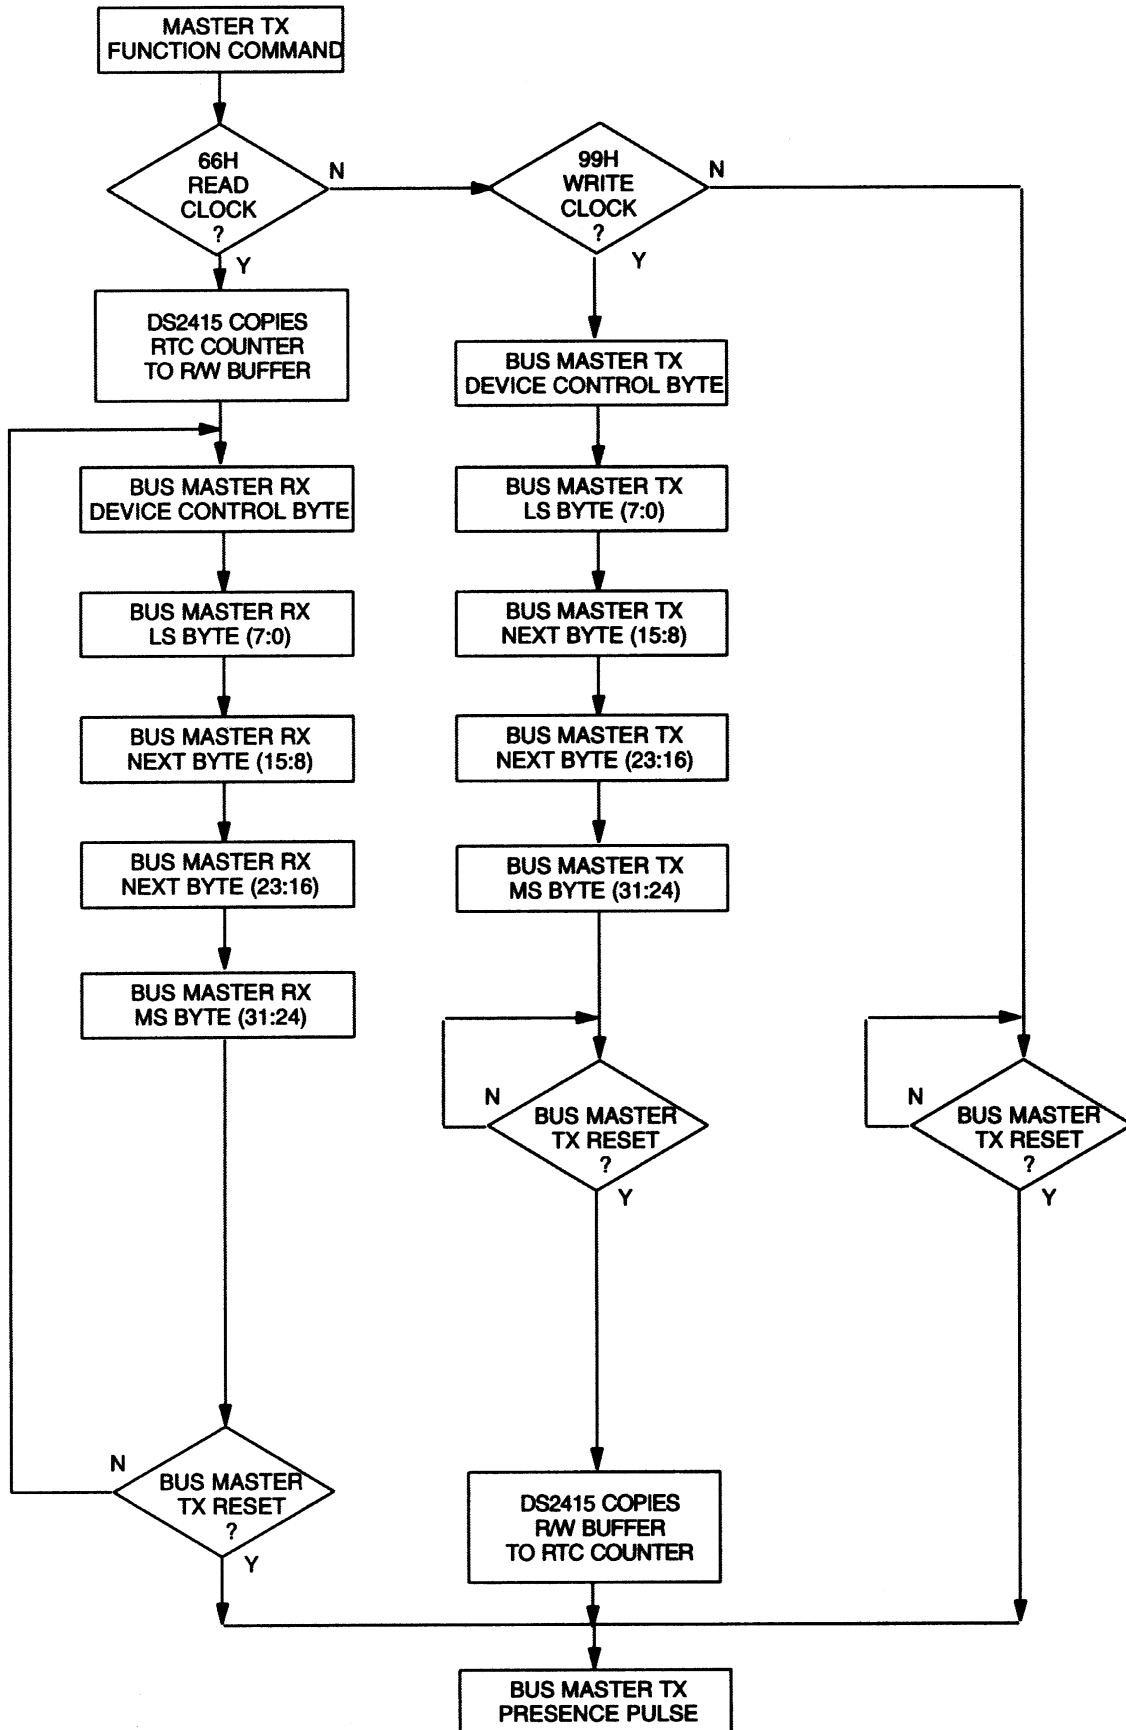 MASTER TX
FUNCTION COMMAND
66H
READ
CLOCK
?
N
Y
99H
WRITE
CLOCK
?
N
Y
DS2415 COPIES
RTC COUNTER
TO R/W BUFFER
BUS MASTER RX
DEVICE CONTROL BYTE
BUS MASTER RX
LS BYTE (7:0)
BUS MASTER RX
NEXT BYTE (15:8)
BUS MASTER RX
NEXT BYTE (23:16)
BUS MASTER RX
MS BYTE (31:24)
N
BUS MASTER
TX RESET
?
Y
BUS MASTER TX
DEVICE CONTROL BYTE
BUS MASTER TX
LS BYTE (7:0)
BUS MASTER TX
NEXT BYTE (15:8)
BUS MASTER TX
NEXT BYTE (23:16)
BUS MASTER TX
MS BYTE (31:24)
N
BUS MASTER
TX RESET
?
Y
DS2415 COPIES
R/W BUFFER
TO RTC COUNTER
N
BUS MASTER
TX RESET
?
Y
BUS MASTER TX
PRESENCE PULSE